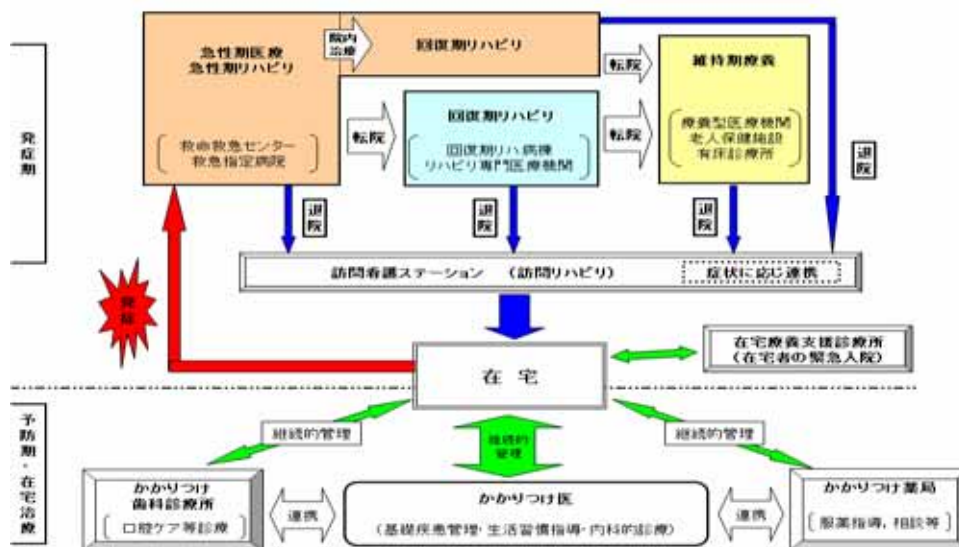 発症期
急性期医療
急性期リハビリ
救命救急センター
救急指定病院
院内
治療
回復期リハビリ
転院
回復期リハビリ
回復期リハ病棟
リハビリ専門医療機関
転院
転院
維持期療養
療養型医療機関
老人保健施設
有床診療所
退院
退院
退院
退院
訪問看護ステーション (訪問リハビリ)
症状に応じ連携
発症
在宅
在宅療養支援診療所
(在宅者の緊急入院)
予防期・在宅治療
継続的管理
継続的
管理
継続的管理
かかりつけ
歯科診療所
口腔ケア等診療
連携
かかりつけ医
(基礎疾患管理・生活習慣指導・内科的診療)
連携
かかりつけ薬局
服薬指導，相談等